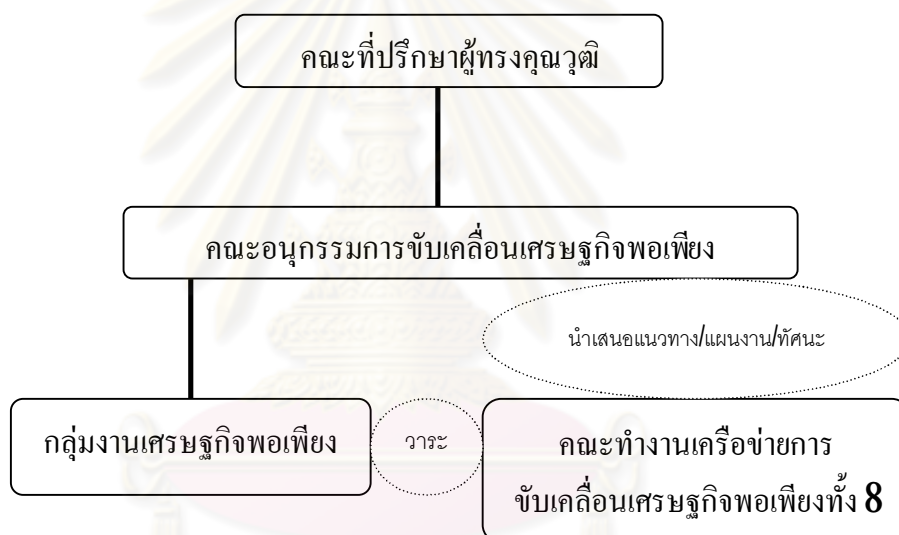 คณะที่ปรึกษาผู้ทรงคุณวุฒิ
คณะอนุกรรมการขับเคลื่อนเศรษฐกิจพอเพียง
นำเสนอแนวทาง/แผนงาน/ทัศนะ
กลุ่มงานเศรษฐกิจพอเพียง
วาระ
คณะทำงานเครือข่ายการ
ขับเคลื่อนเศรษฐกิจพอเพียงทั้ง 8